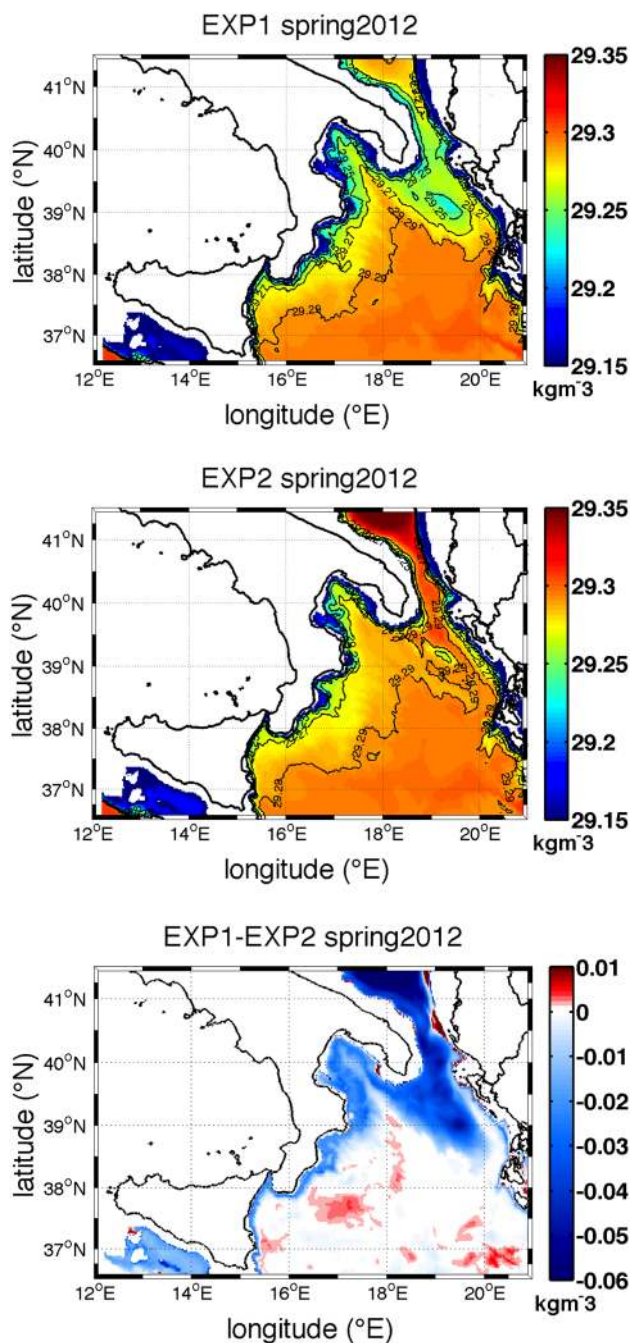 EXP1 spring2012
41°N
40°N
39°N
38°N
37°N
latitude (°N)
12°E 14°E 16°E 18°E 20°E
longitude (°E)
29.35
29.3
29.25
29.2
29.15
kgm-3
29.27
29.29
29.25
EXP2 spring2012
41°N
40°N
39°N
38°N
37°N
latitude (°N)
12°E 14°E 16°E 18°E 20°E
longitude (°E)
29.35
29.3
29.25
29.2
29.15
kgm-3
29.29
EXP1-EXP2 spring2012
41°N
40°N
39°N
38°N
37°N
latitude (°N)
12°E 14°E 16°E 18°E 20°E
longitude (°E)
0.01
0
-0.01
-0.02
-0.03
-0.04
-0.05
-0.06
kgm-3